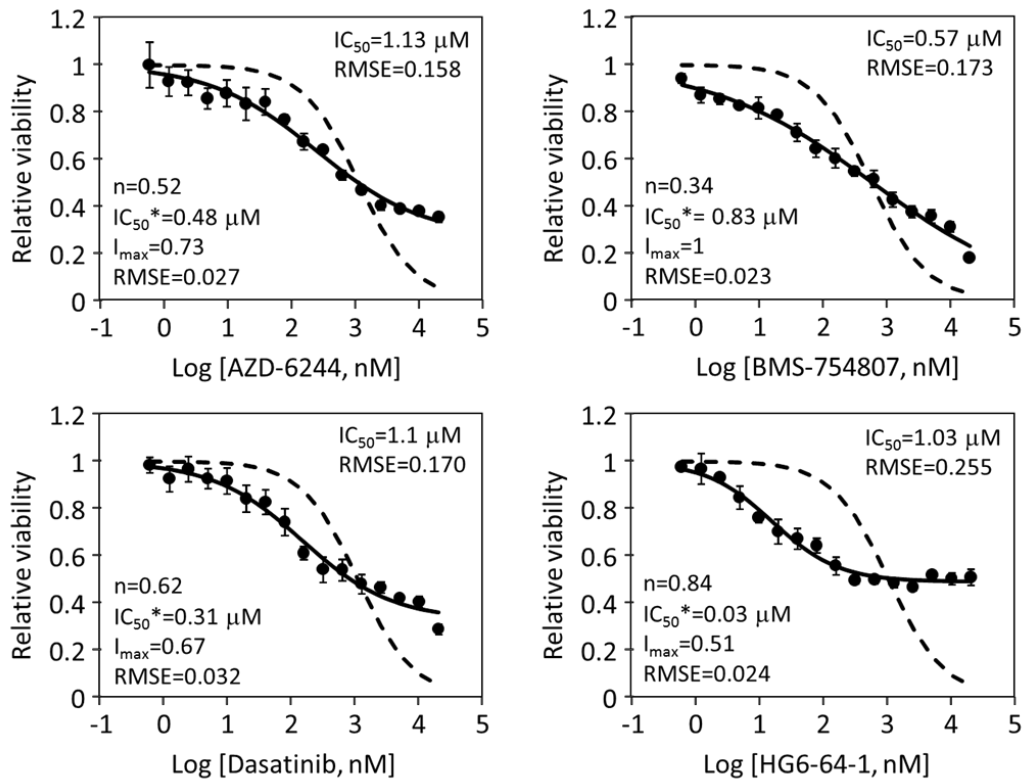 1.2
1
0.8
0.6
0.4
0.2
0
Relative viability
IC50=1.13 μM
RMSE=0.158
n=0.52
IC50*=0.48 μM
Imax=0.73
RMSE=0.027
-1 0 1 2 3 4 5
Log [AZD-6244, nM]
1.2
1
0.8
0.6
0.4
0.2
0
Relative viability
IC50=0.57 μM
RMSE=0.173
n=0.34
IC50*= 0.83 μM
Imax=1
RMSE=0.023
-1 0 1 2 3 4 5
Log [BMS-754807, nM]
1.2
1
0.8
0.6
0.4
0.2
0
Relative viability
IC50=1.1 μM
RMSE=0.170
n=0.62
IC50*=0.31 μM
Imax=0.67
RMSE=0.032
-1 0 1 2 3 4 5
Log [Dasatinib, nM]
1.2
1
0.8
0.6
0.4
0.2
0
Relative viability
IC50=1.03 μM
RMSE=0.255
n=0.84
IC50*=0.03 μM
Imax=0.51
RMSE=0.024
-1 0 1 2 3 4 5
Log [HG6-64-1, nM]